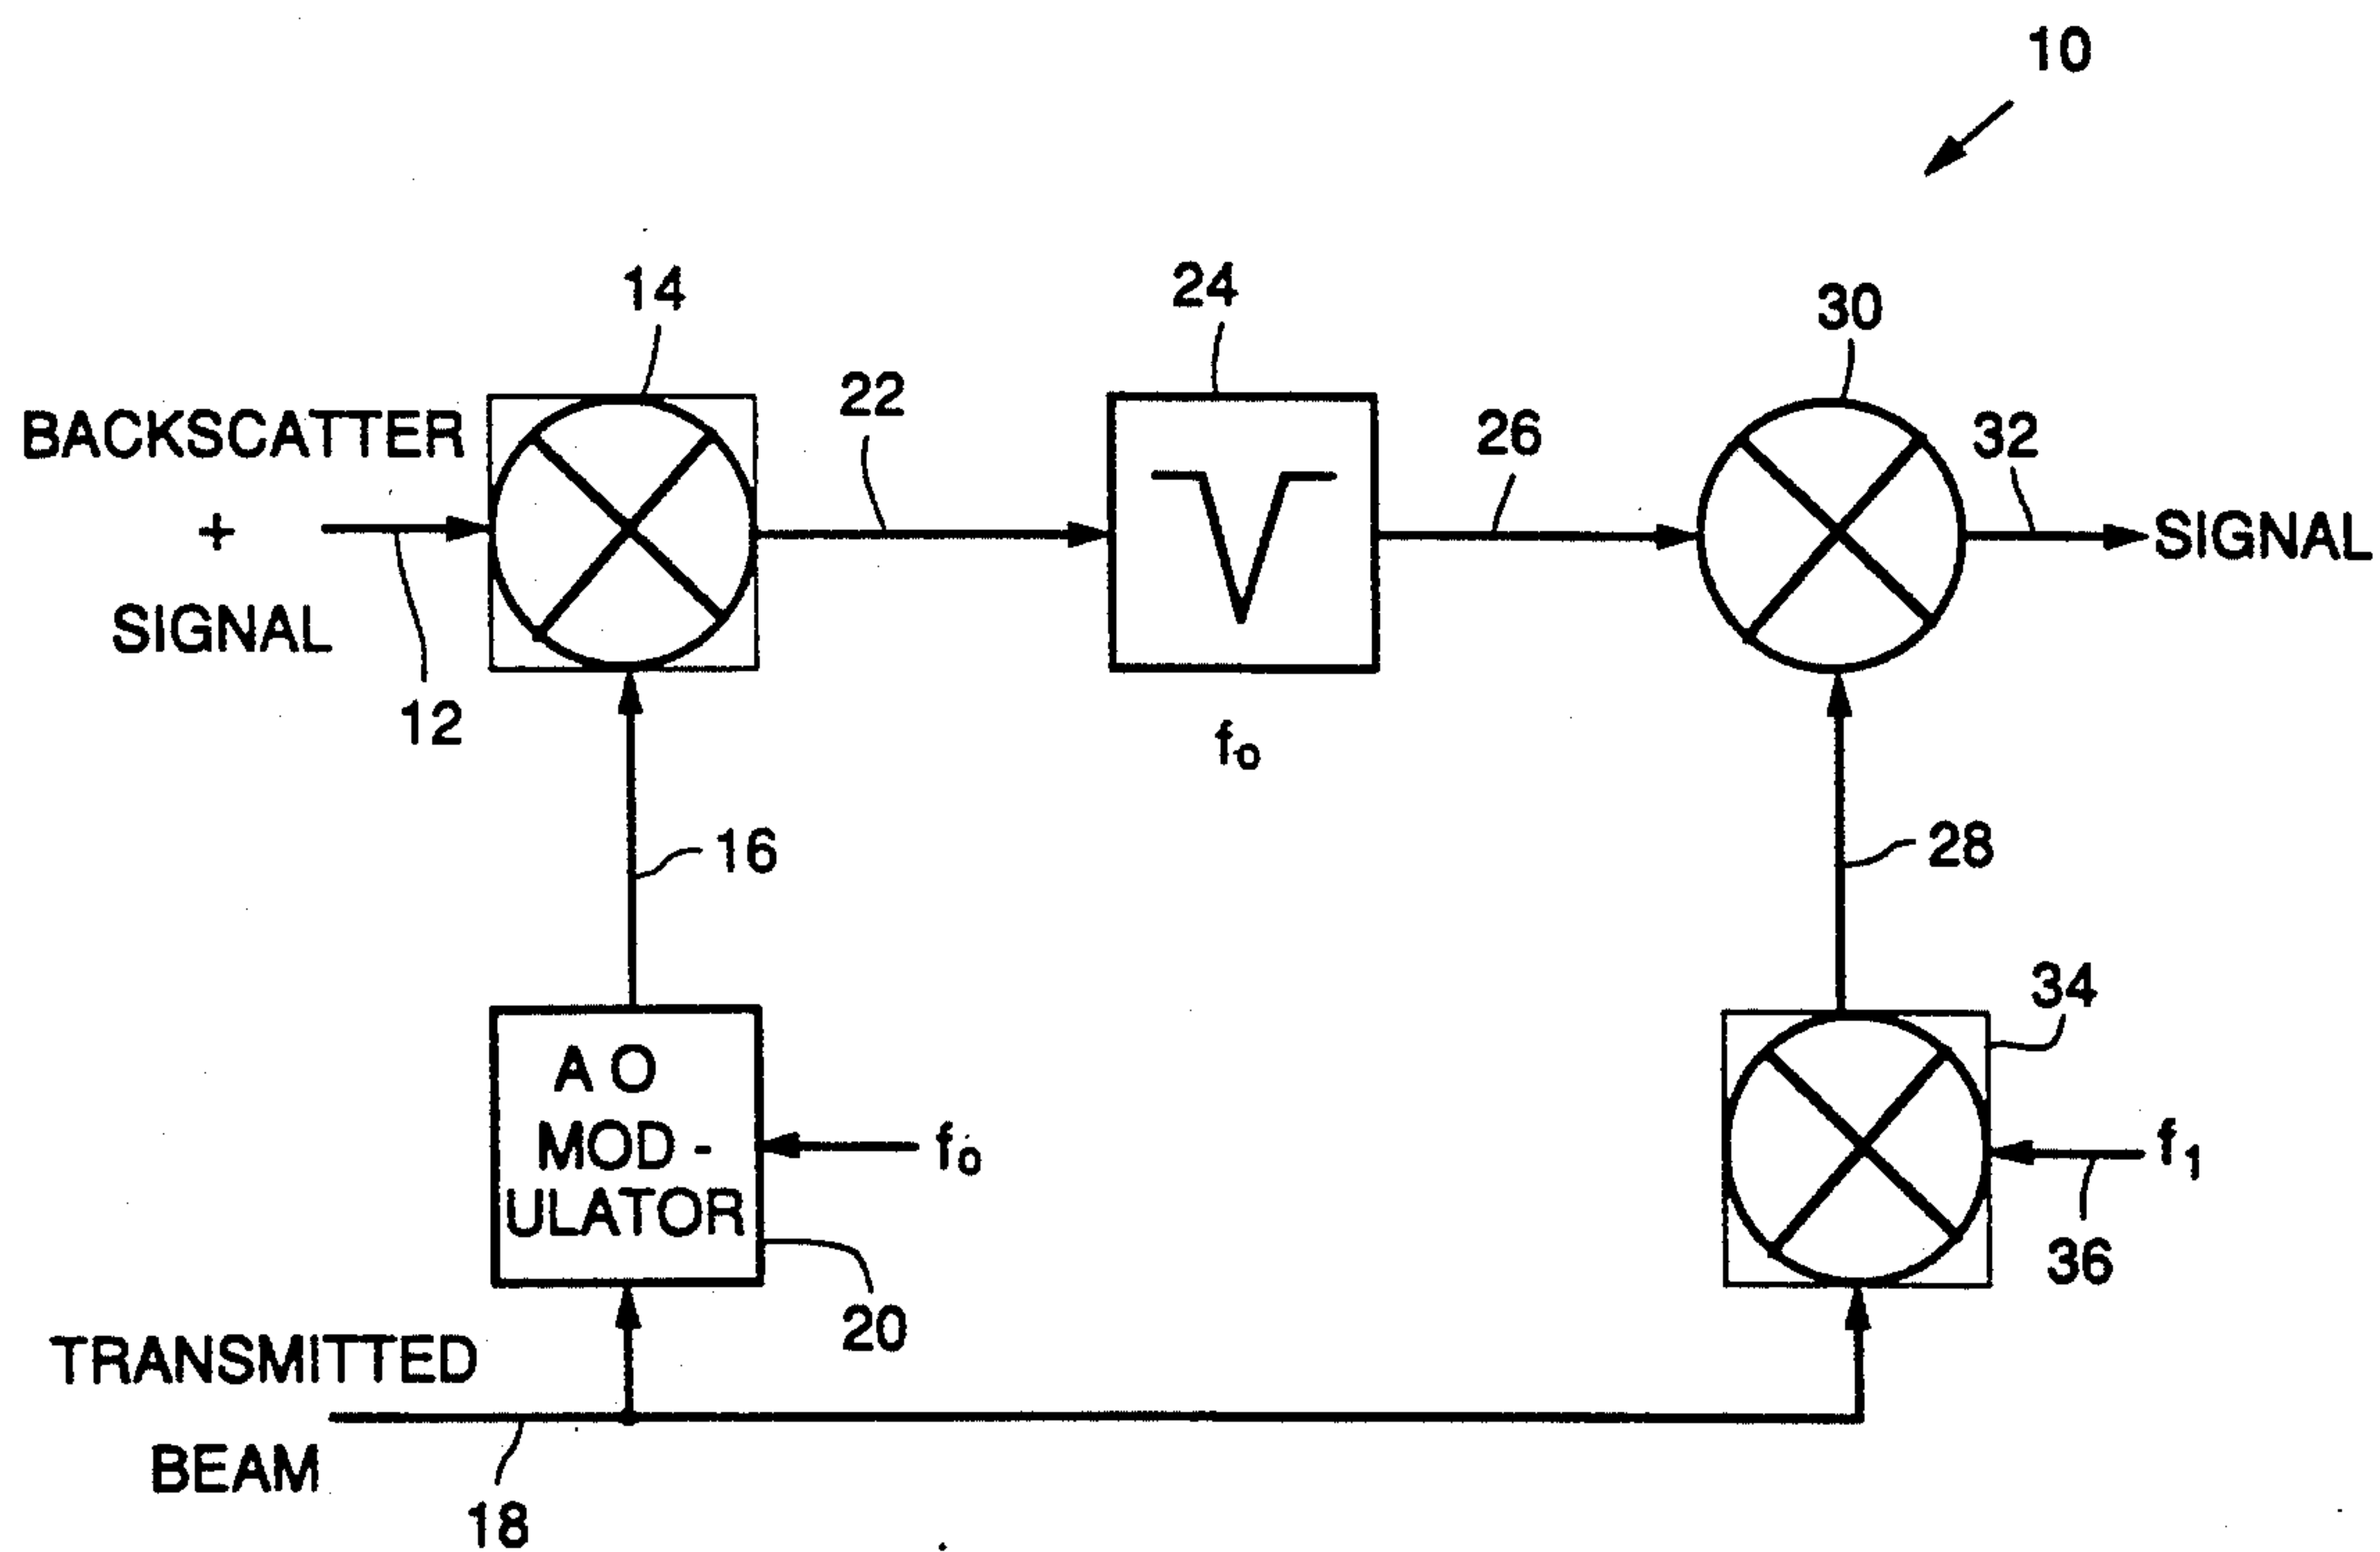 10
14
24
30
BACKSCATTER
22
26
32
+
SIGNAL
SIGNAL
12
fo
16
28
34
A O
MOD -
ULATOR
fo
f1
36
20
TRANSMITTED
BEAM
18